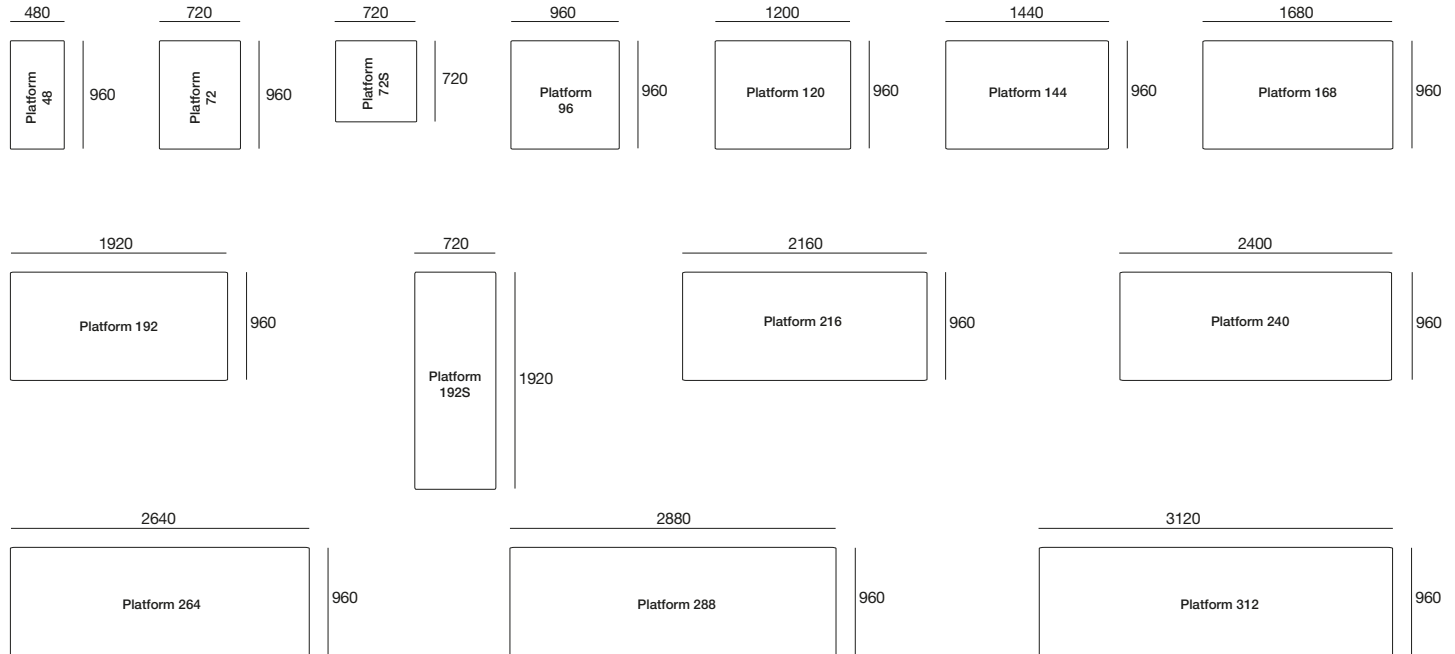 480
720
720
960
1200
1440
1680
Platform
48
960
Platform
72
960
Platform
72S
720
Platform
96
960
Platform 120
960
Platform 144
960
Platform 168
960
1920
720
2160
2400
Platform 192
960
Platform
192S
1920
Platform 216
960
Platform 240
960
2640
2880
3120
Platform 264
960
Platform 288
960
Platform 312
960